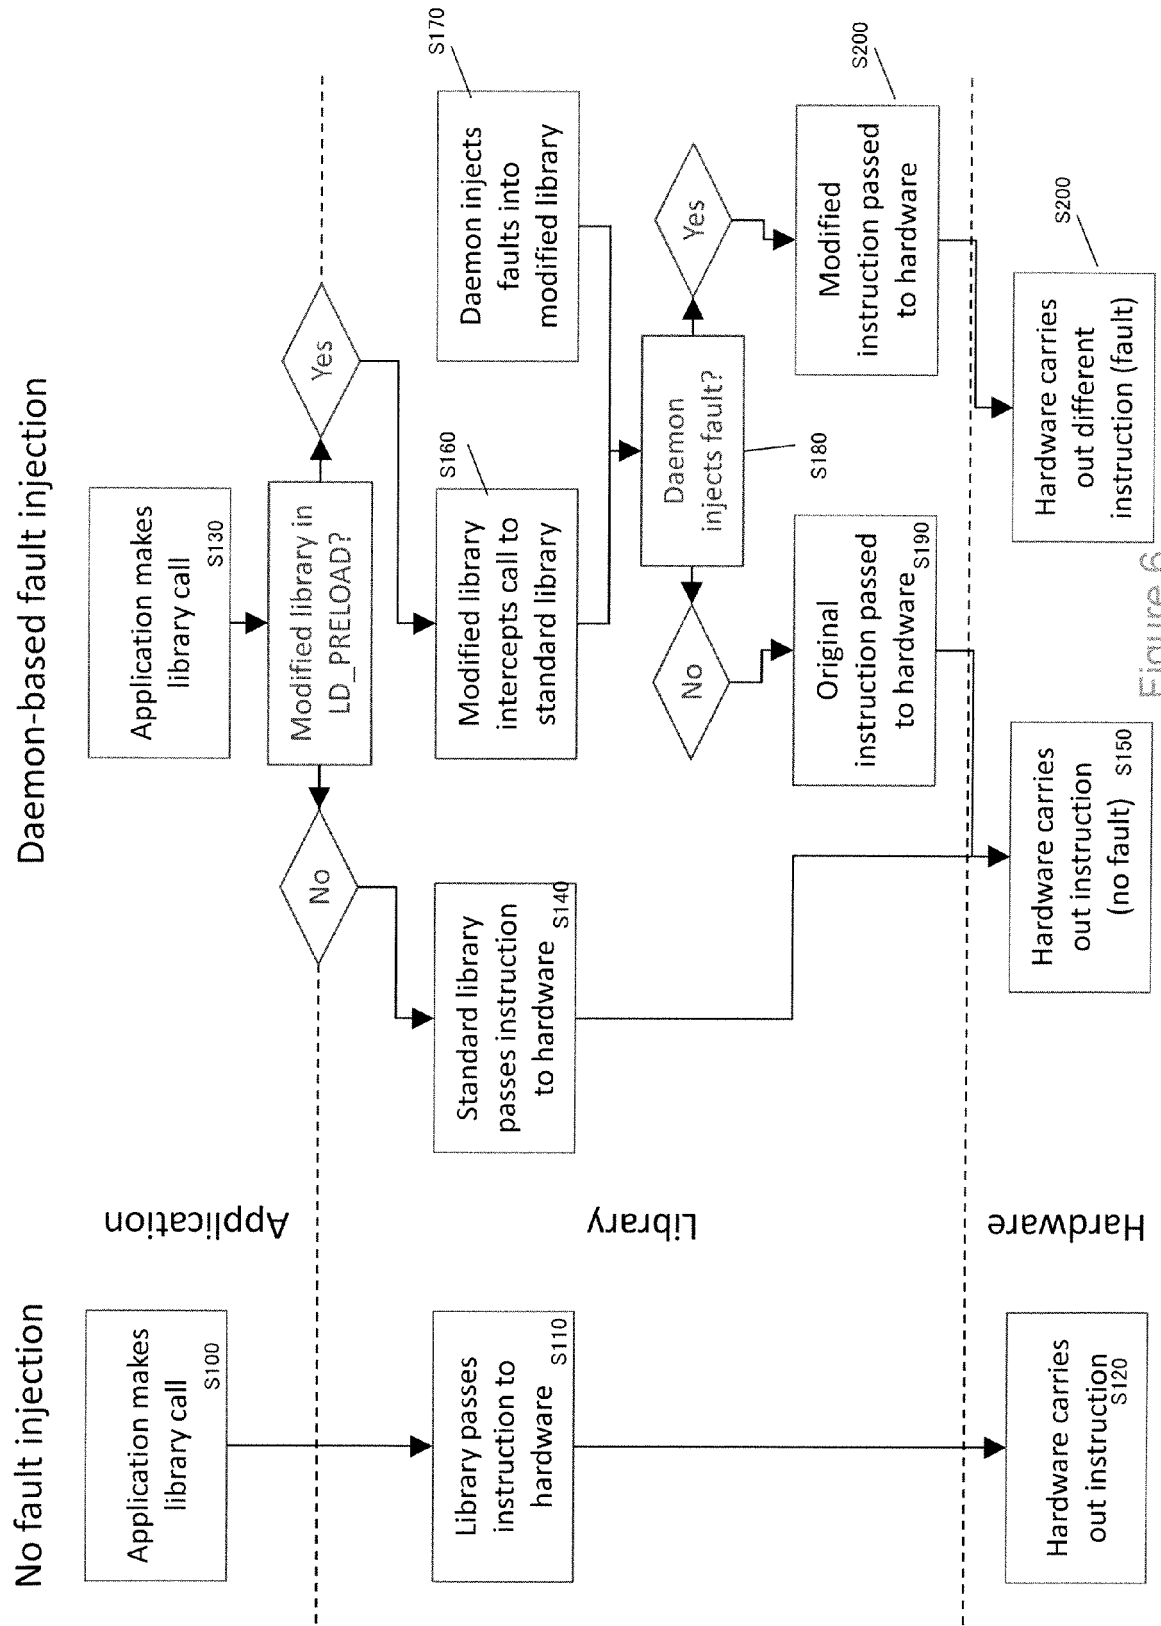 No fault injection
Application makes
library call
S100
Library passes
instruction to
hardware
S110
Hardware carries
out instruction
S120
Application
Library
Hardware
Daemon-based fault injection
Application makes
library call
S130
Modified library in
LD_PRELOAD?
No
Yes
Standard library
passes instruction
to hardware
S140
Modified library
intercepts call to
standard library
S160
Daemon injects
faults into
modified library
S170
Daemon
injects fault?
S180
No
Yes
Original
instruction passed
to hardware
S190
Modified
instruction passed
to hardware
S200
Hardware carries
out instruction
(no fault)
S150
Hardware carries
out different
instruction (fault)
S200
Figure 6